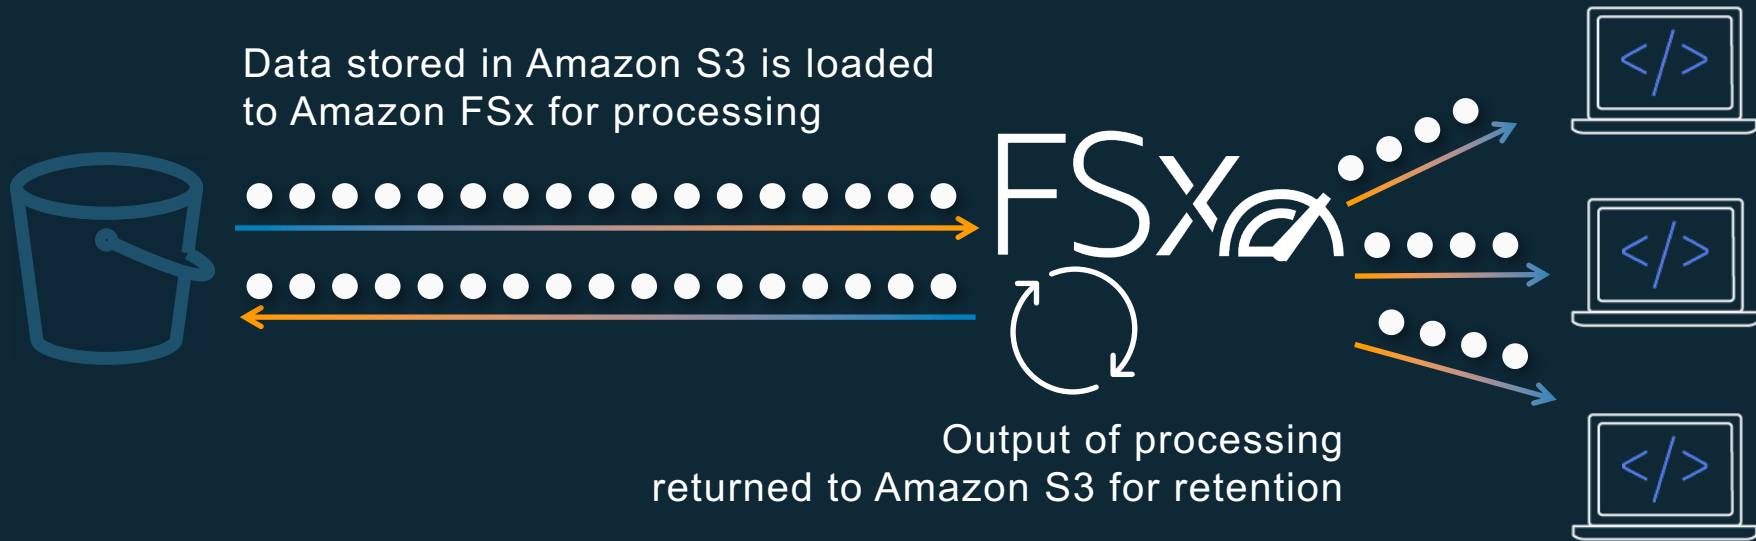 Data stored in Amazon S3 is loaded
to Amazon FSx for processing
FSx
</>
</>
</>
Output of processing
returned to Amazon S3 for retention